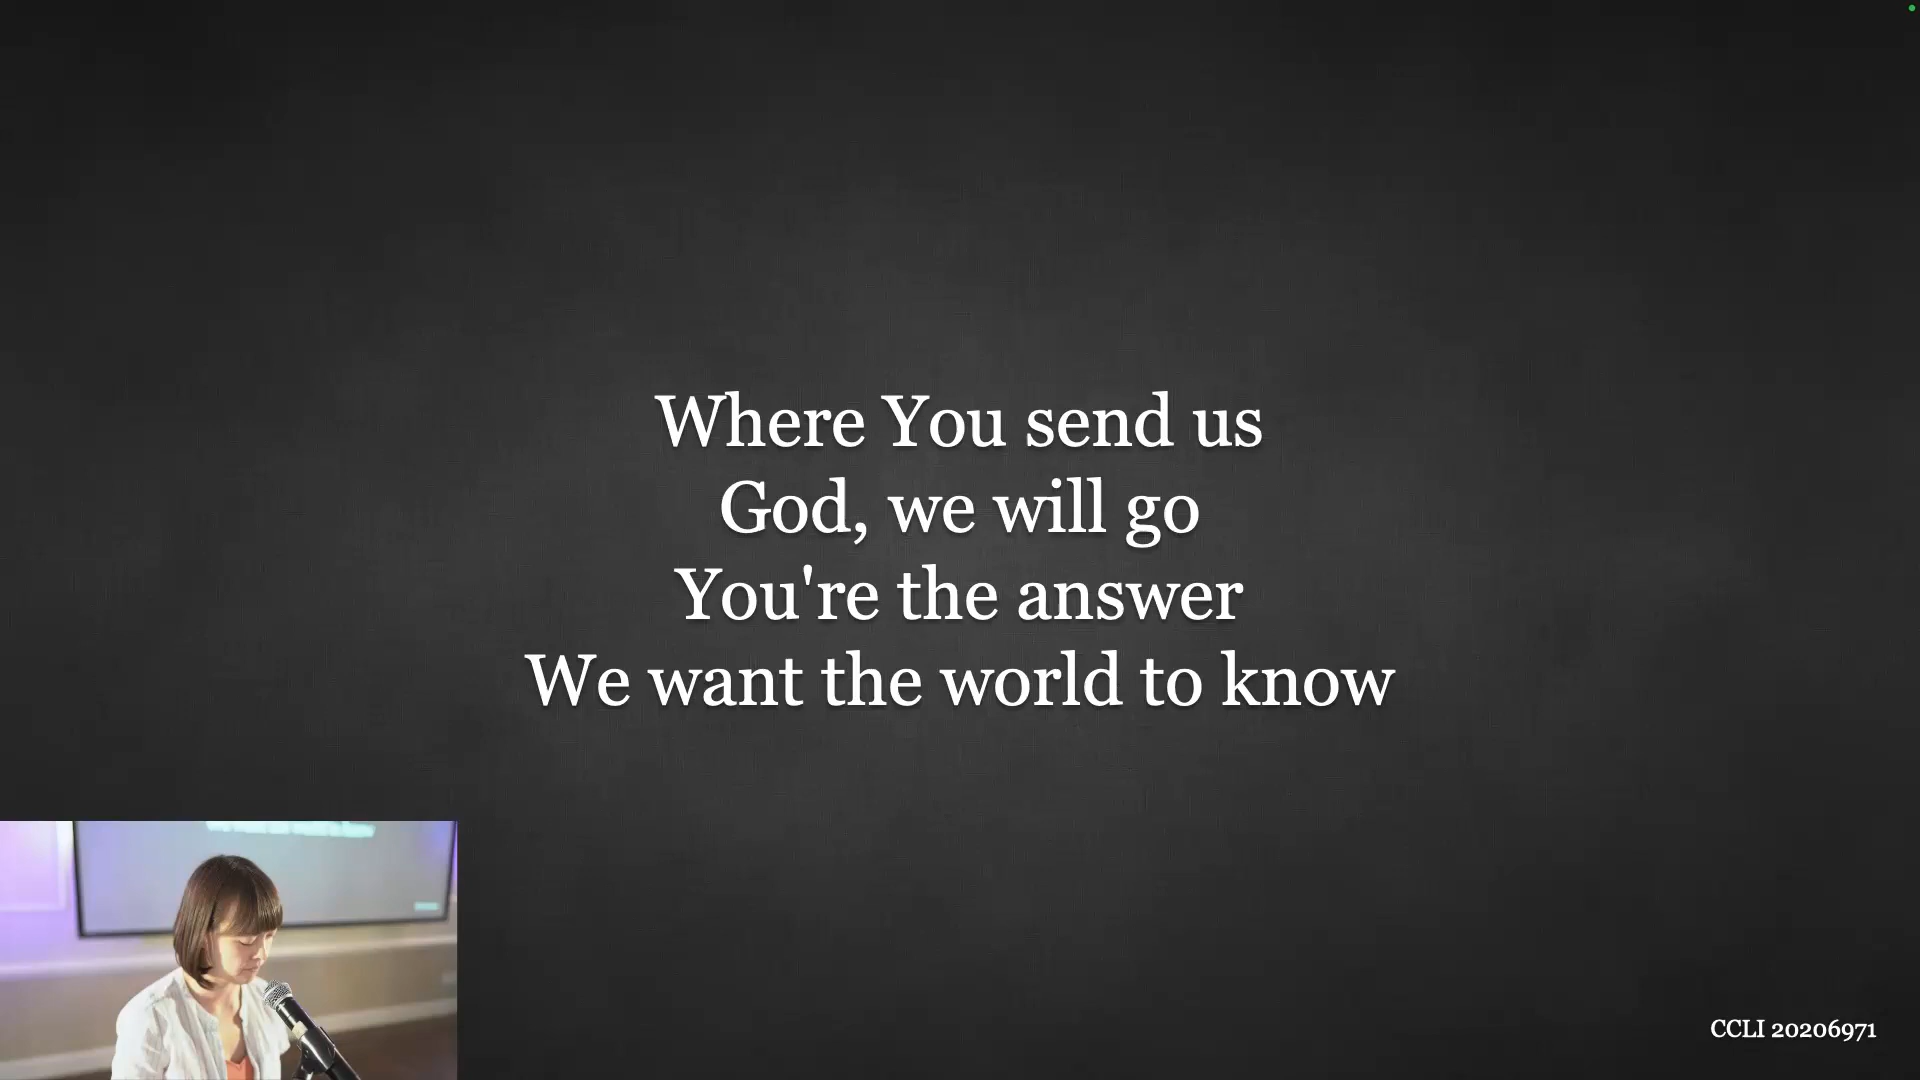 Where You send us
God, we will go
You're the answer
We want the world to know
CCLI 20206971